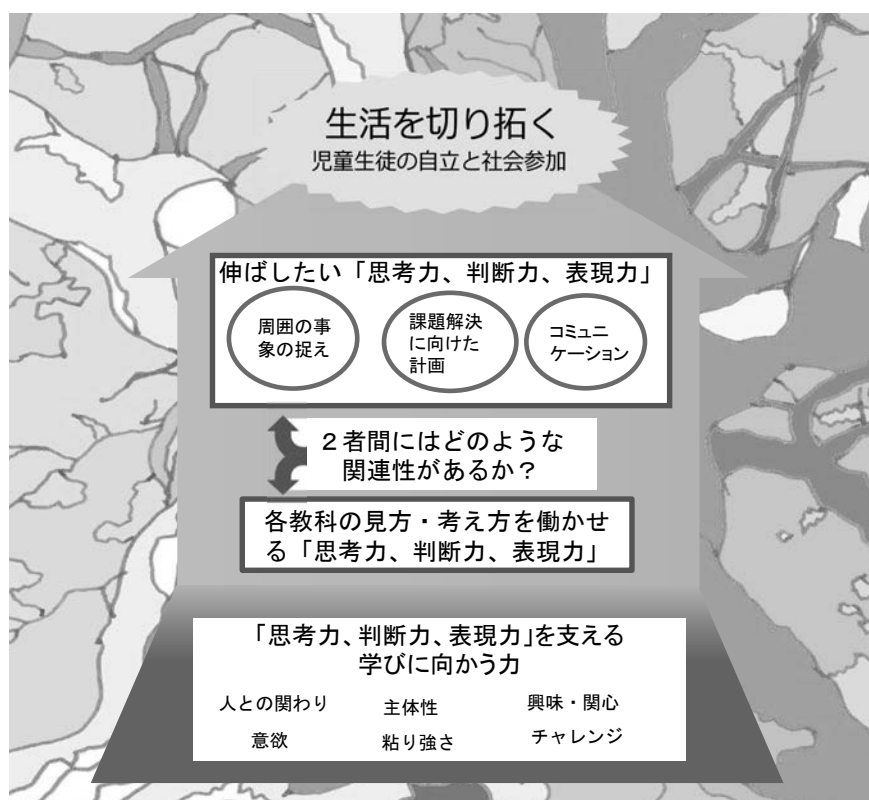 生活を切り拓く
児童生徒の自立と社会参加
伸ばしたい「思考力、判断力、表現力」
周囲の事
象の捉え
課題解決
に向けた
計画
コミュニ
ケーション
２者間にはどのような
関連性があるか？
各教科の見方・考え方を働かせ
る「思考力、判断力、表現力」
「思考力、判断力、表現力」を支える
学びに向かう力
人との関わり
主体性
興味・関心
意欲
粘り強さ
チャレンジ